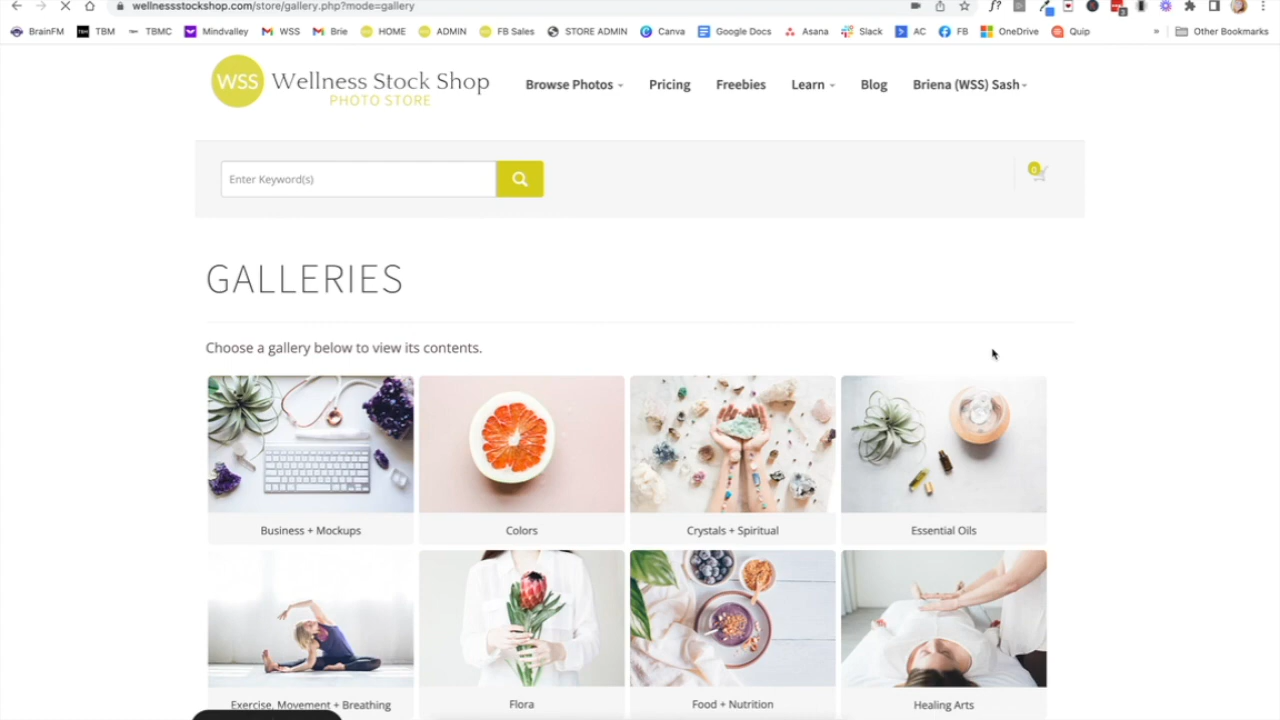 wellnessstockshop.com/store/gallery.php?mode=gallery
BrainFM TBM TBMC Mindvalley WSS Brie HOME ADMIN FB Sales STORE ADMIN Canva Google Docs Asana Slack AC FB OneDrive Quip » Other Bookmarks
WSS Wellness Stock Shop
PHOTO STORE
Browse Photos Pricing Freebies Learn Blog Briena (WSS) Sash
Enter Keyword(s)
0
GALLERIES
Choose a gallery below to view its contents.
Business + Mockups Colors Crystals + Spiritual Essential Oils
Exercise, Movement + Breathing Flora Food + Nutrition Healing Arts